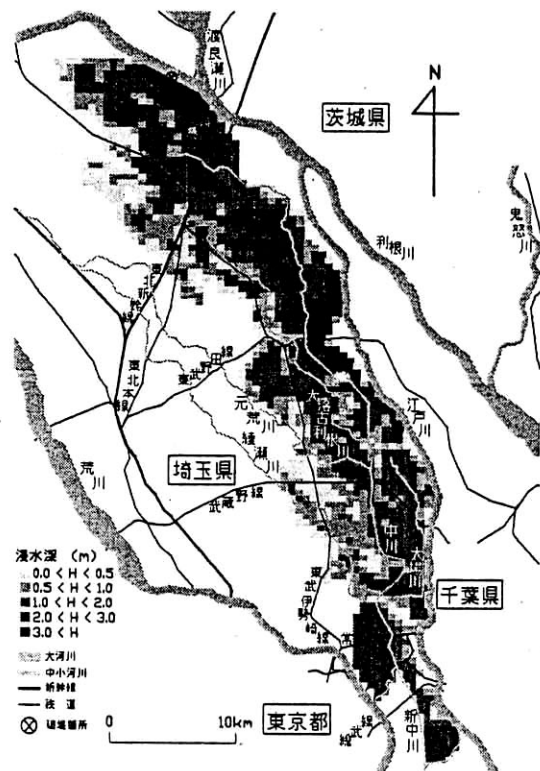 渡良瀬川
N
茨城県
鬼怒川
利根川
東北新幹線
東北本線
東武野田線
元荒川
綾瀬川
大落古利根川
江戸川
荒川
埼玉県
武蔵野線
中川
大場川
千葉県
東武伊勢崎線
東京都
総武線
新中川
浸水深 (m)
0.0 < H < 0.5
0.5 < H < 1.0
1.0 < H < 2.0
2.0 < H < 3.0
3.0 < H
大河川
中小河川
新幹線
鉄道
破堤箇所
0 10km